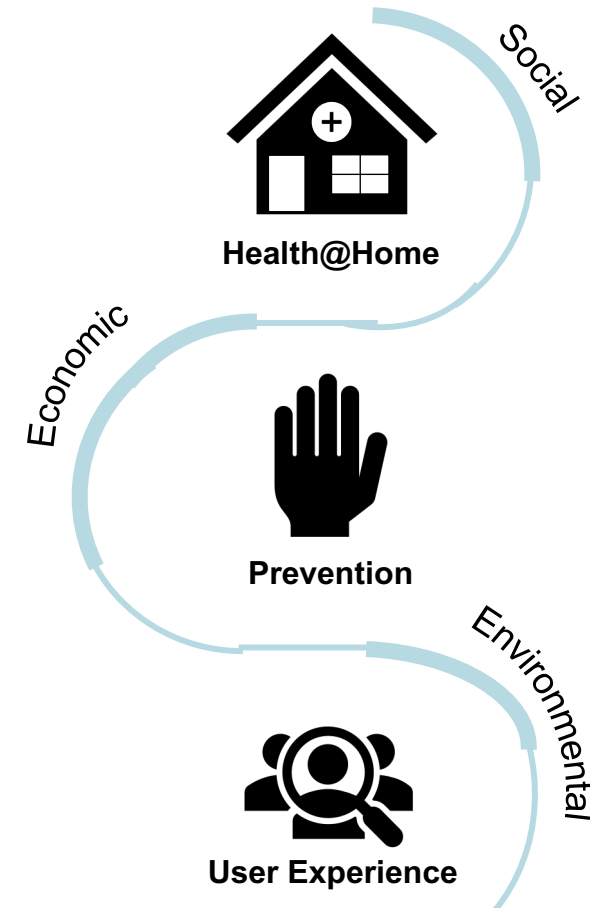 Social
Health@Home
Economic
Prevention
Environmental
User Experience